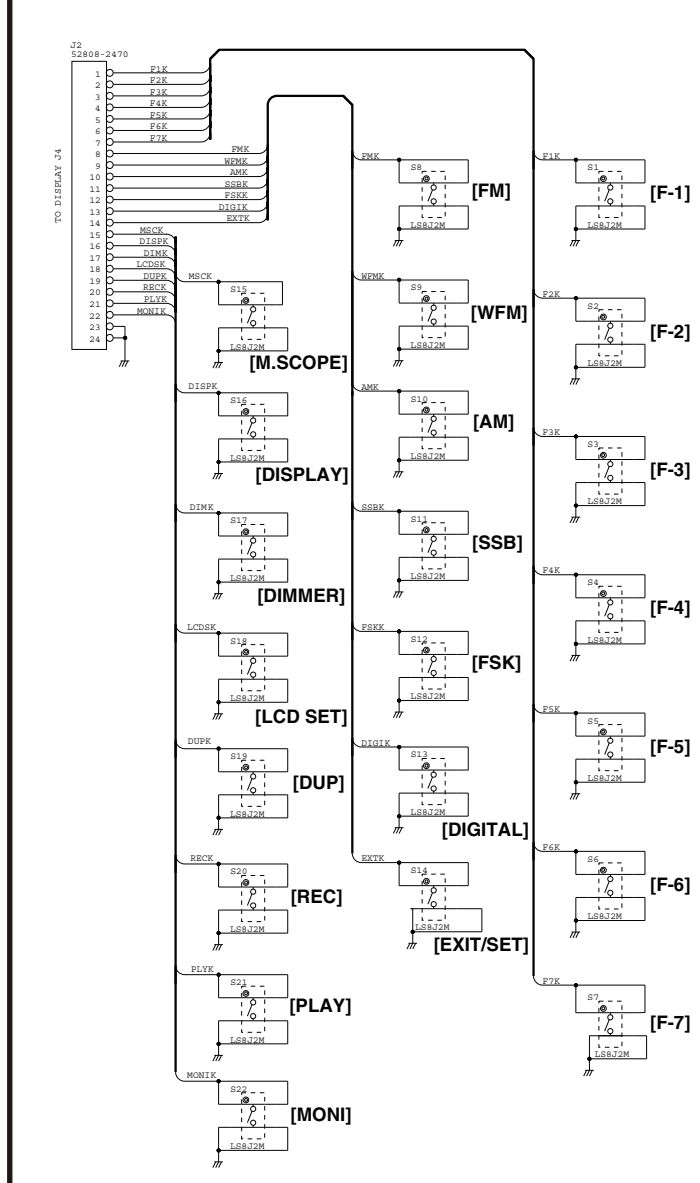 J2
52808-2470
TO DISPLAY J4
1 F1K
2 F2K
3 F3K
4 F4K
5 F5K
6 F6K
7 F7K
8 FMK
9 WFMK
10 AMK
11 SSBK
12 FSKK
13 DIGIK
14 EXTK
15 MSCK
16 DISPK
17 DIMK
18 LCDSK
19 DUPK
20 RECK
21 PLYK
22 MONIK
23
24
MSCK
S15
LS8J2M
[M.SCOPE]
DISPK
S16
LS8J2M
[DISPLAY]
DIMK
S17
LS8J2M
[DIMMER]
LCDSK
S18
LS8J2M
[LCD SET]
DUPK
S19
LS8J2M
[DUP]
RECK
S20
LS8J2M
[REC]
PLYK
S21
LS8J2M
[PLAY]
MONIK
S22
LS8J2M
[MONI]
FMK
S8
LS8J2M
[FM]
WFMK
S9
LS8J2M
[WFM]
AMK
S10
LS8J2M
[AM]
SSBK
S11
LS8J2M
[SSB]
FSKK
S12
LS8J2M
[FSK]
DIGIK
S13
LS8J2M
[DIGITAL]
EXTK
S14
LS8J2M
[EXIT/SET]
F1K
S1
LS8J2M
[F-1]
F2K
S2
LS8J2M
[F-2]
F3K
S3
LS8J2M
[F-3]
F4K
S4
LS8J2M
[F-4]
F5K
S5
LS8J2M
[F-5]
F6K
S6
LS8J2M
[F-6]
F7K
S7
LS8J2M
[F-7]